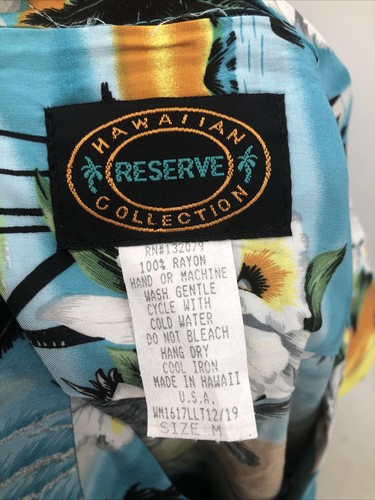 HAWAIIAN
RESERVE
COLLECTION
RN#132079
100% RAYON
HAND OR MACHINE
WASH GENTLE
CYCLE WITH
COLD WATER
DO NOT BLEACH
HANG DRY
COOL IRON
MADE IN HAWAII
U.S.A.
WM1617LLT12/19
SIZE M